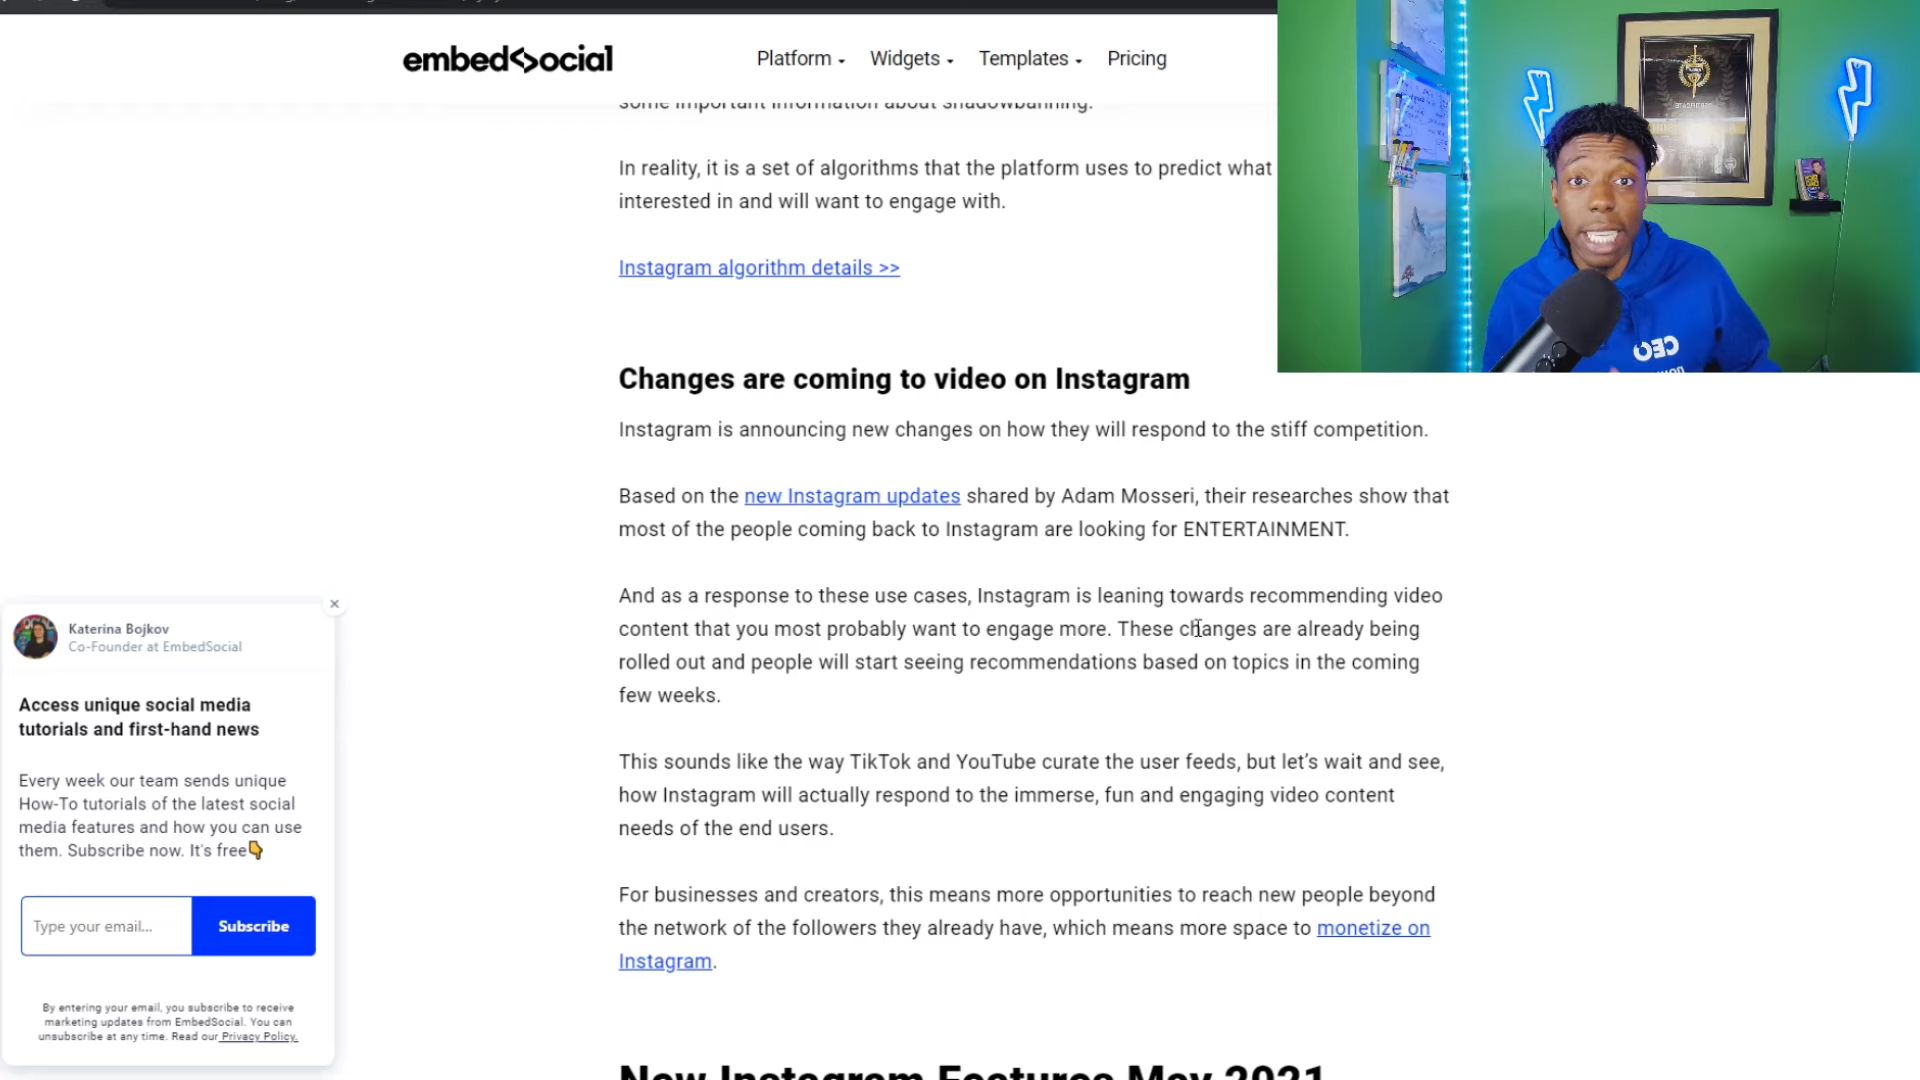 embedSocial
Platform
Widgets
Templates
Pricing
some important information about shadowbanning.
In reality, it is a set of algorithms that the platform uses to predict what
interested in and will want to engage with.
Instagram algorithm details >>
Changes are coming to video on Instagram
Instagram is announcing new changes on how they will respond to the stiff competition.
Based on the new Instagram updates shared by Adam Mosseri, their researches show that
most of the people coming back to Instagram are looking for ENTERTAINMENT.
And as a response to these use cases, Instagram is leaning towards recommending video
content that you most probably want to engage more. These changes are already being
rolled out and people will start seeing recommendations based on topics in the coming
few weeks.
This sounds like the way TikTok and YouTube curate the user feeds, but let’s wait and see,
how Instagram will actually respond to the immerse, fun and engaging video content
needs of the end users.
For businesses and creators, this means more opportunities to reach new people beyond
the network of the followers they already have, which means more space to monetize on
Instagram.
New Instagram Features May 2021
Katerina Bojkov
Co-Founder at EmbedSocial
Access unique social media
tutorials and first-hand news
Every week our team sends unique
How-To tutorials of the latest social
media features and how you can use
them. Subscribe now. It's free👇
Type your email...
Subscribe
By entering your email, you subscribe to receive
marketing updates from EmbedSocial. You can
unsubscribe at any time. Read our Privacy Policy.
CEO